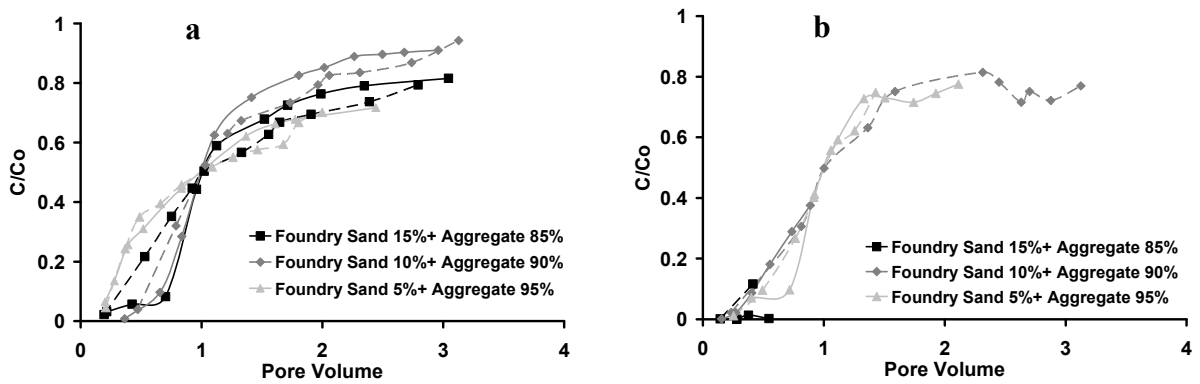 a
C/Co
1
0.8
0.6
0.4
0.2
0
0 1 2 3 4
Pore Volume
Foundry Sand 15%+ Aggregate 85%
Foundry Sand 10%+ Aggregate 90%
Foundry Sand 5%+ Aggregate 95%
b
C/Co
1
0.8
0.6
0.4
0.2
0
0 1 2 3 4
Pore Volume
Foundry Sand 15%+ Aggregate 85%
Foundry Sand 10%+ Aggregate 90%
Foundry Sand 5%+ Aggregate 95%